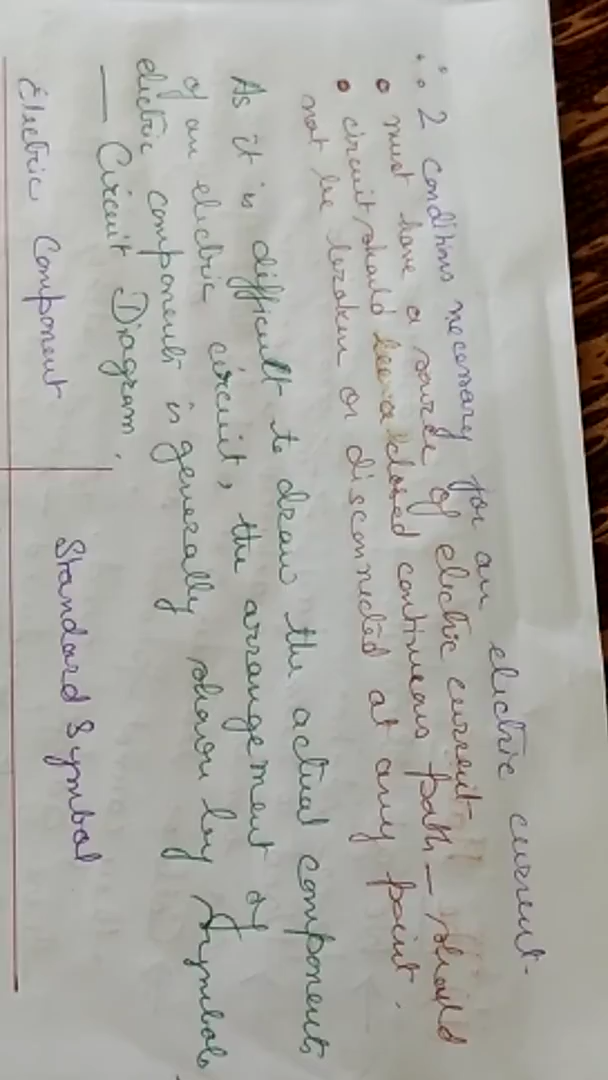 ∴ 2 conditions necessary for an electric current-
• must have a source of electric current-
• circuit should be a closed continuous path – should
not be broken or disconnected at any point.
As it is difficult to draw the actual components
of an electric circuit, the arrangement of
electric components is generally shown by Symbols
— Circuit Diagram.
Electric Component Standard Symbol